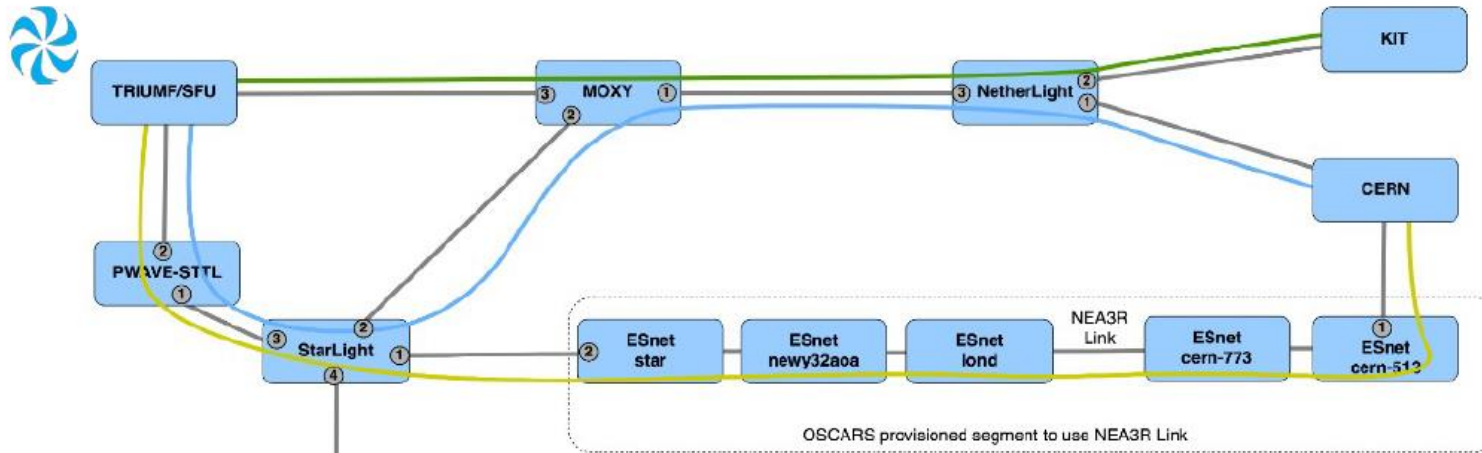 KIT
TRIUMF/SFU
3
MOXY
1
2
3
NetherLight
2
1
CERN
2
PWAVE-STTL
1
3
2
StarLight
1
4
2
ESnet
star
ESnet
newy32aoa
ESnet
lond
NEA3R
Link
ESnet
cern-773
1
ESnet
cern-513
OSCARS provisioned segment to use NEA3R Link